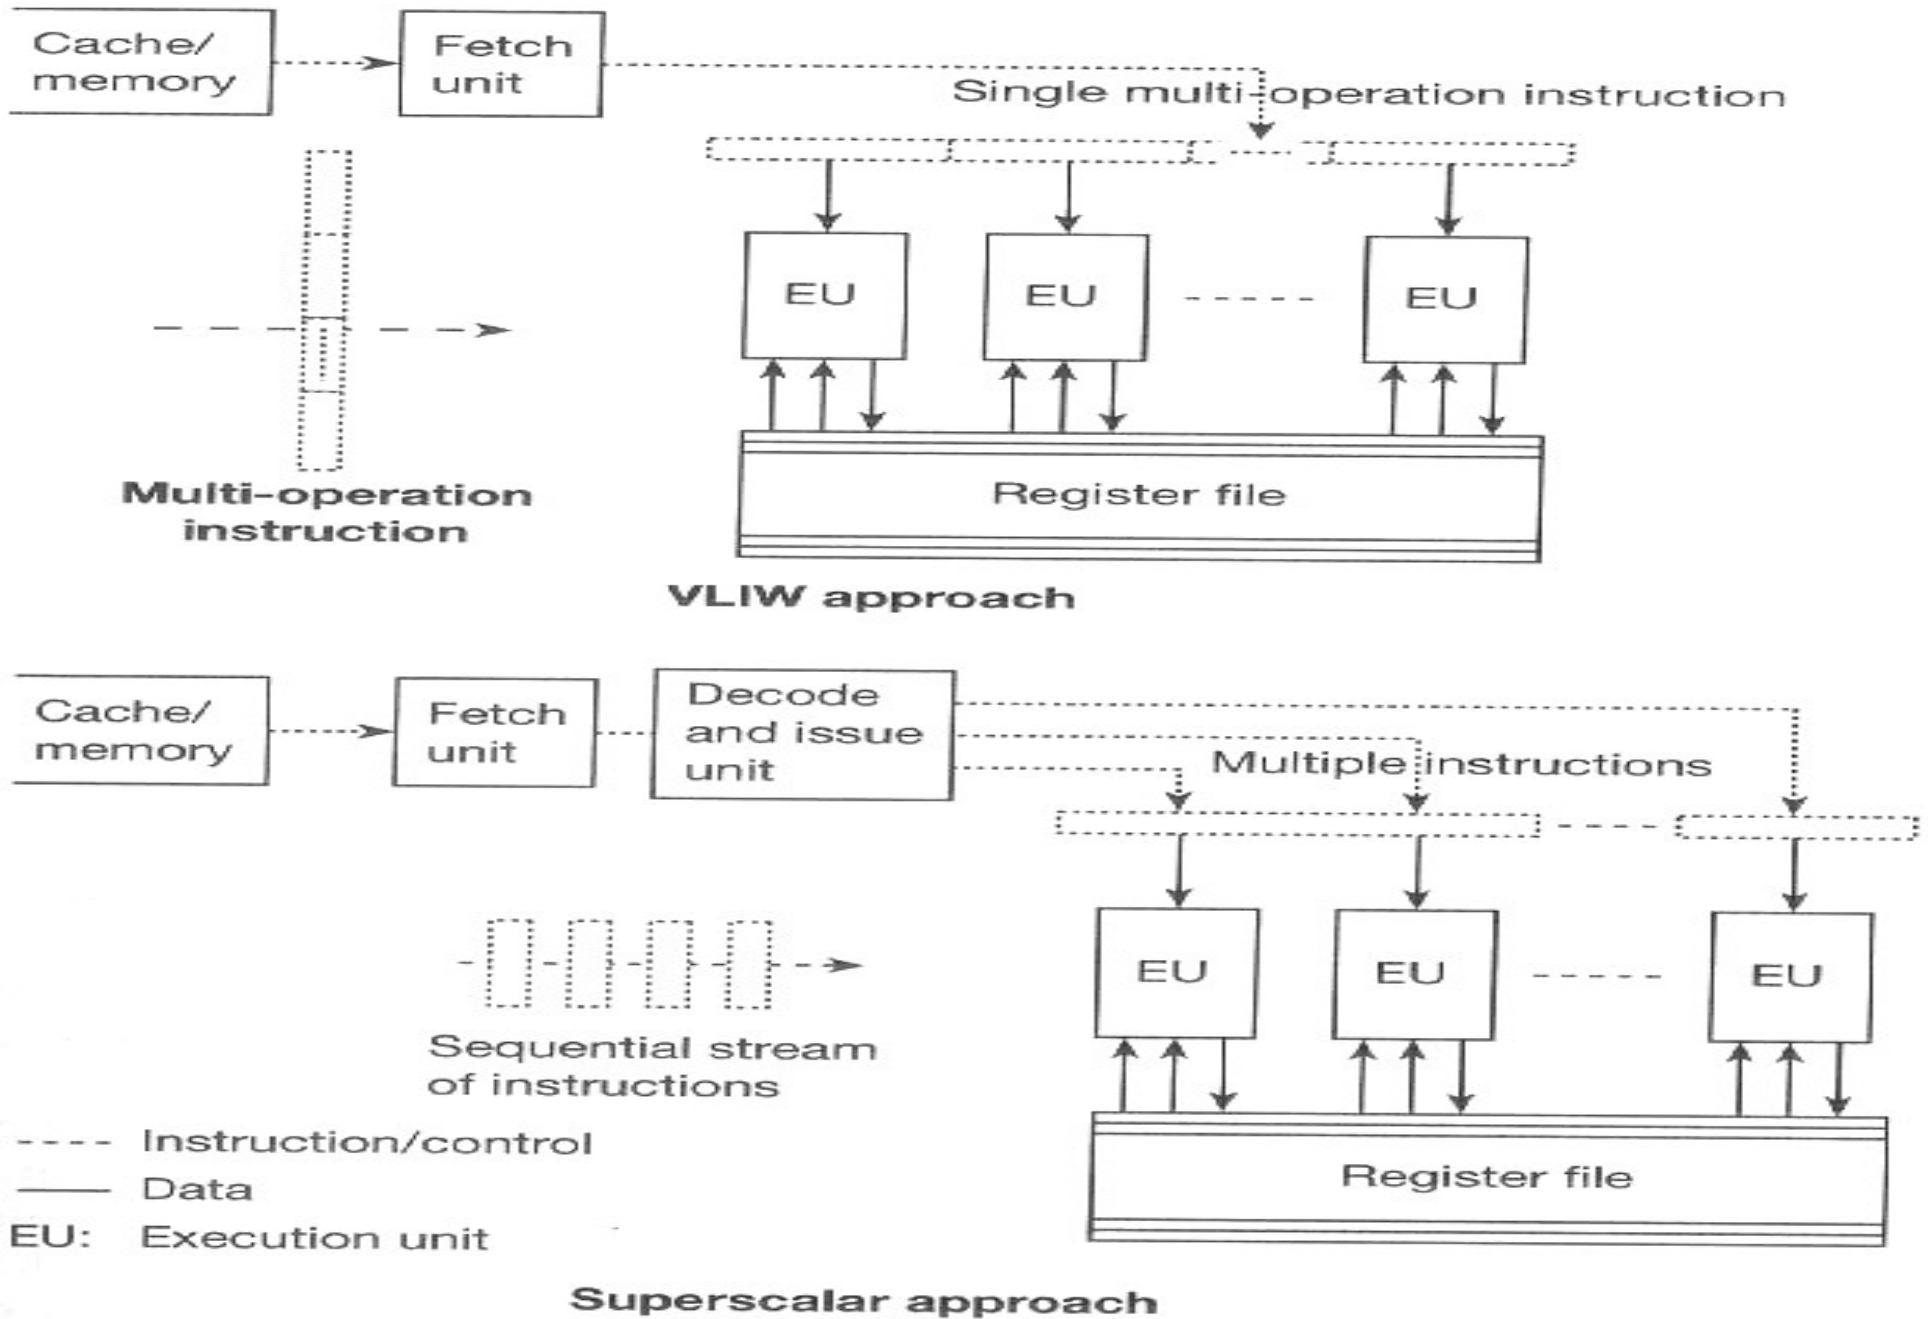 Cache/
memory
Fetch
unit
Single multi-operation instruction
EU
EU
EU
Register file
Multi-operation
instruction
VLIW approach
Cache/
memory
Fetch
unit
Decode
and issue
unit
Multiple instructions
EU
EU
EU
Register file
Sequential stream
of instructions
Instruction/control
Data
EU: Execution unit
Superscalar approach